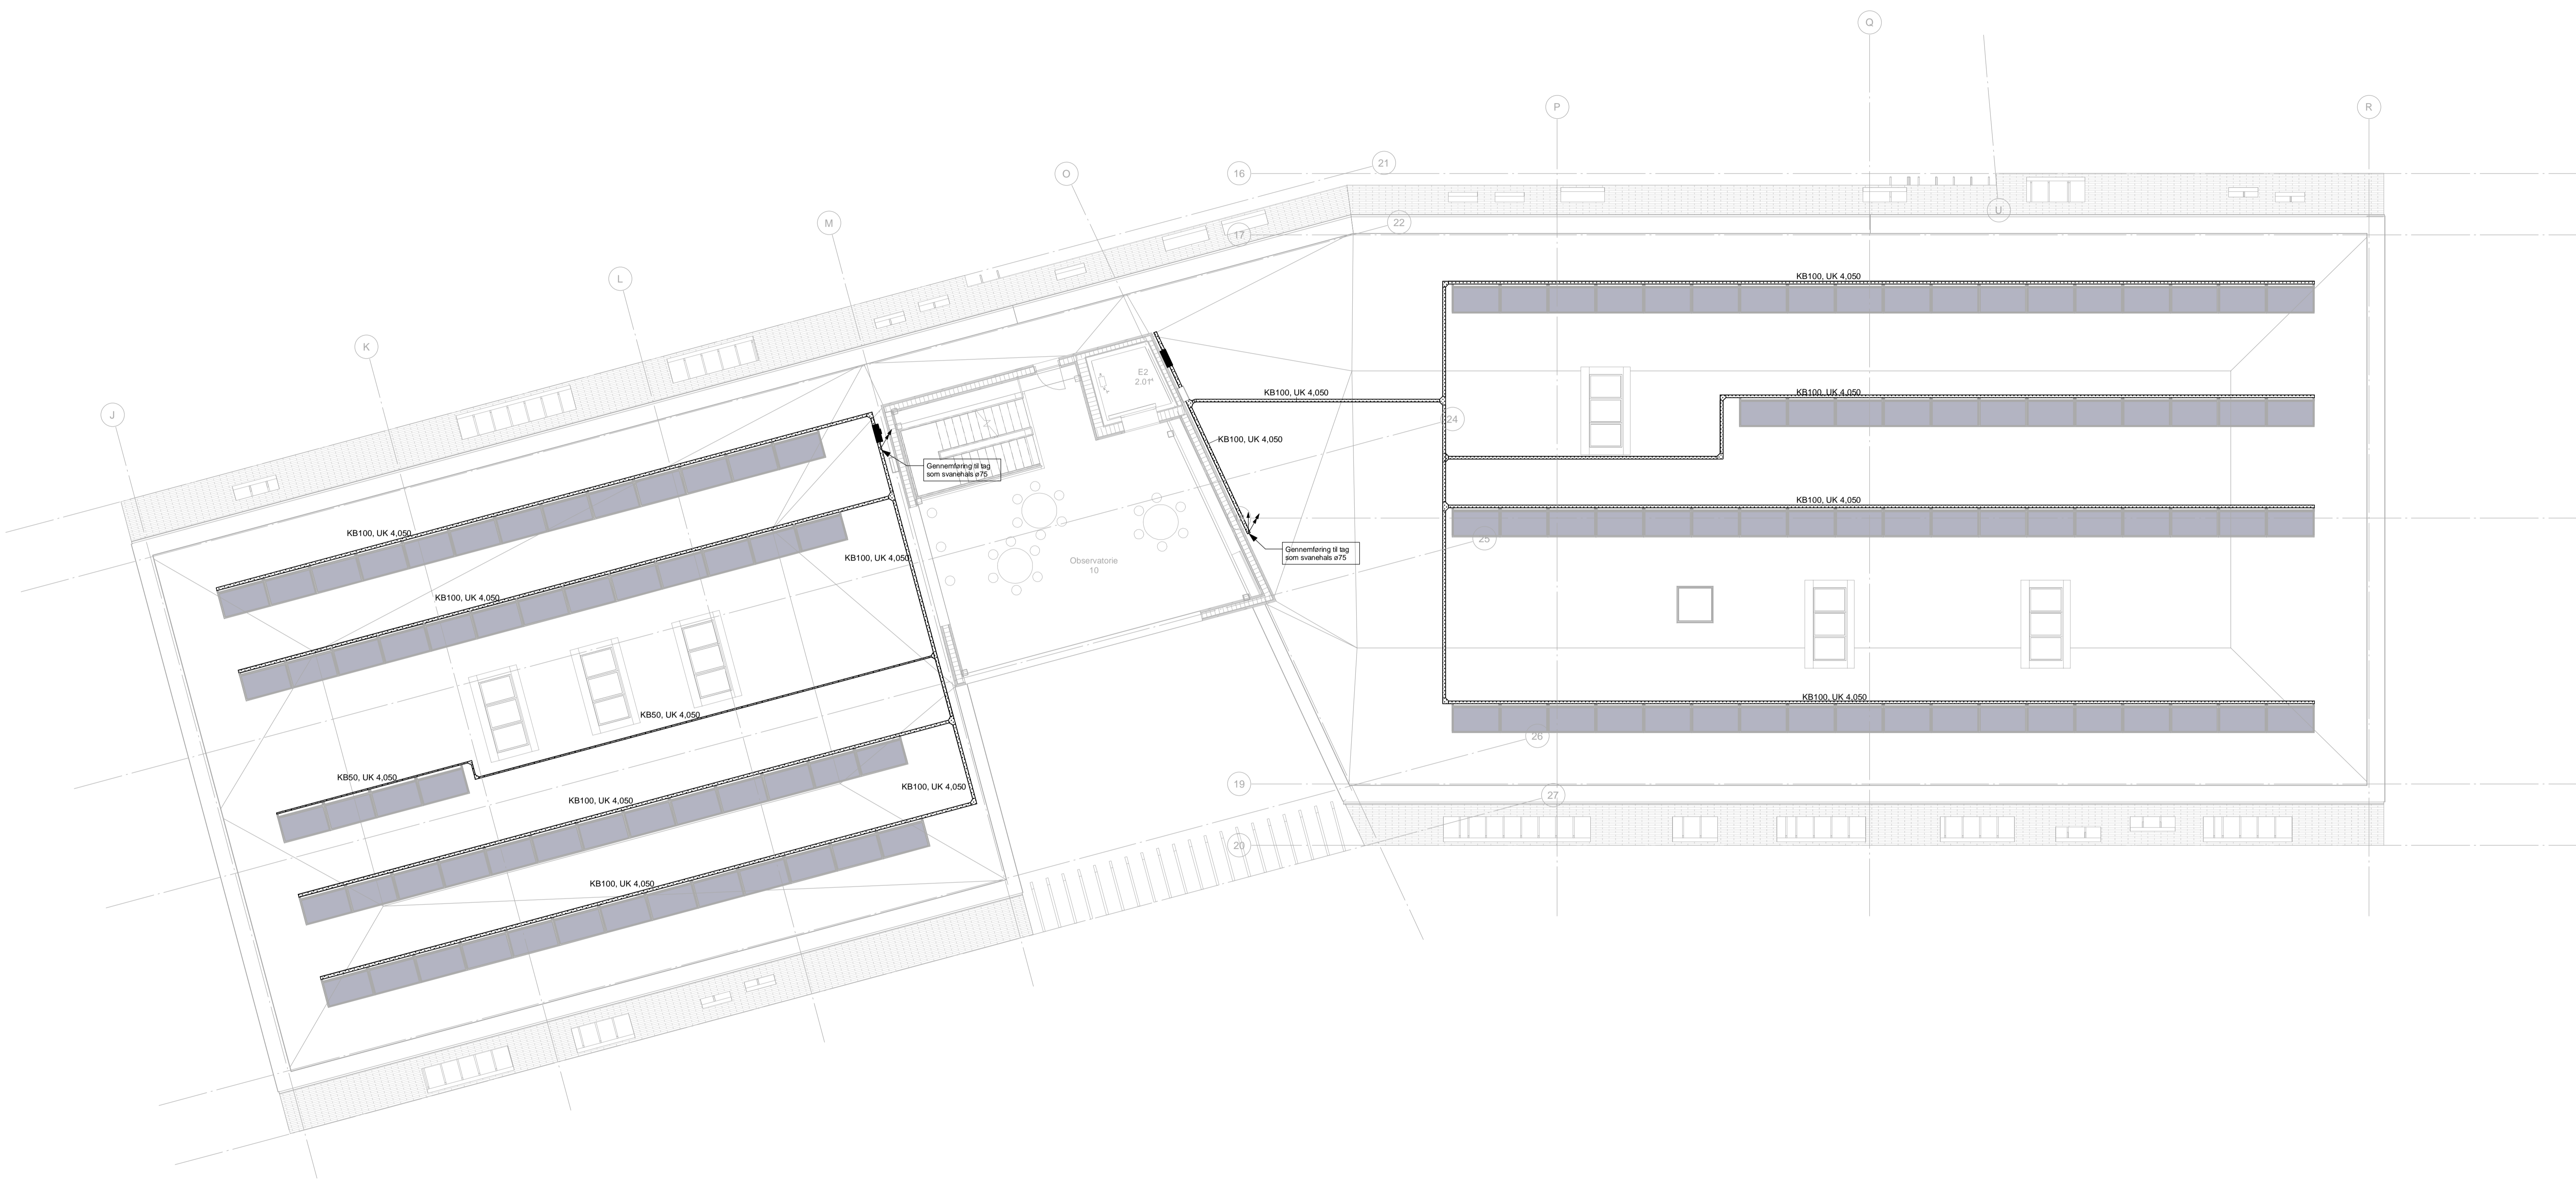 Q
P
R
21
16
O
U
M
22
17
L
KB100, UK 4,050
K
E2
2.01*
KB100, UK 4,050
KB100, UK 4,050
J
24
KB100, UK 4,050
Gennemføring til tag
som svanehals ø75
KB100, UK 4,050
KB100, UK 4,050
25
Gennemføring til tag
som svanehals ø75
KB100, UK 4,050
Observatorie
10
KB100, UK 4,050
KB100, UK 4,050
KB50, UK 4,050
26
KB50, UK 4,050
19
KB100, UK 4,050
27
KB100, UK 4,050
20
KB100, UK 4,050